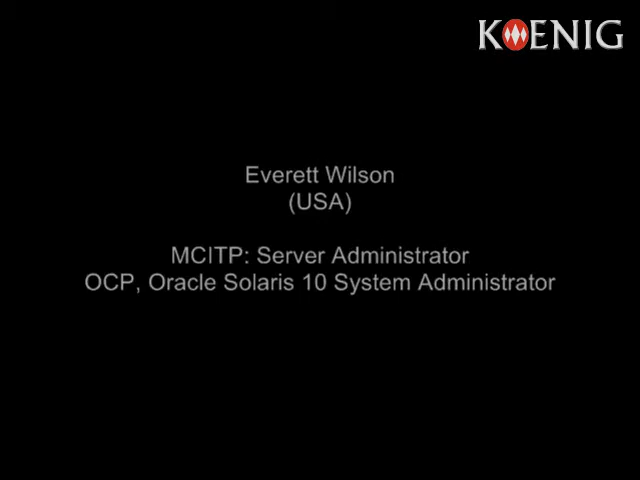 KOENIG
Everett Wilson
(USA)
MCITP: Server Administrator
OCP, Oracle Solaris 10 System Administrator